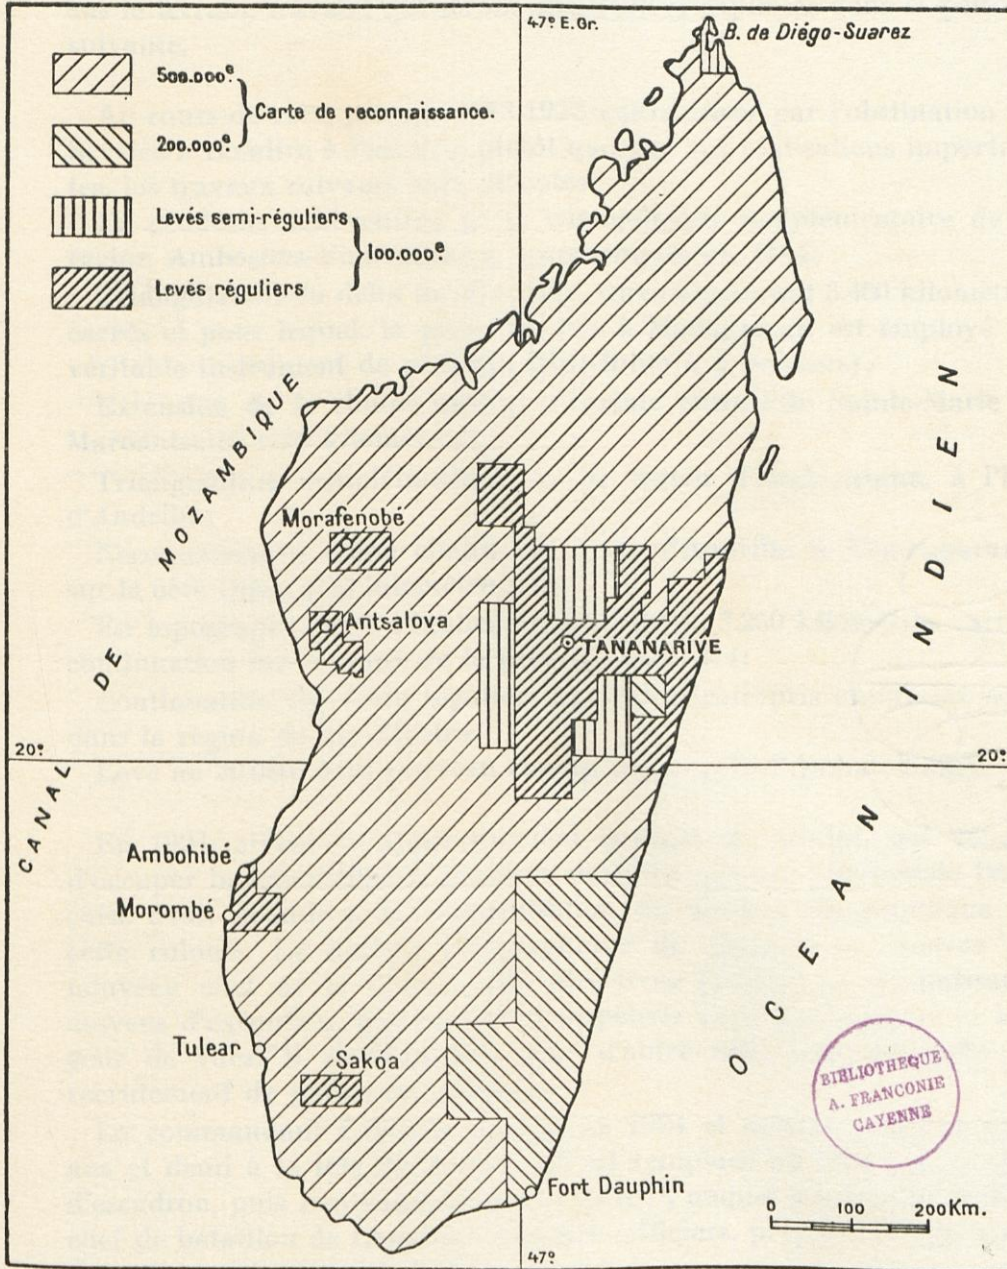 47° E.Gr.
B. de Diégo-Suarez
500.000e.
Carte de reconnaissance.
200.000e.
Levés semi-réguliers
100.000e
Levés réguliers
CANAL DE MOZAMBIQUE
OCEAN INDIEN
Morafenobé
Antsalova
TANANARIVE
20°
20°
Ambohibé
Morombé
Tulear
Sakoa
Fort Dauphin
BIBLIOTHEQUE
A. FRANCONIE
CAYENNE
0 100 200 Km.
47°